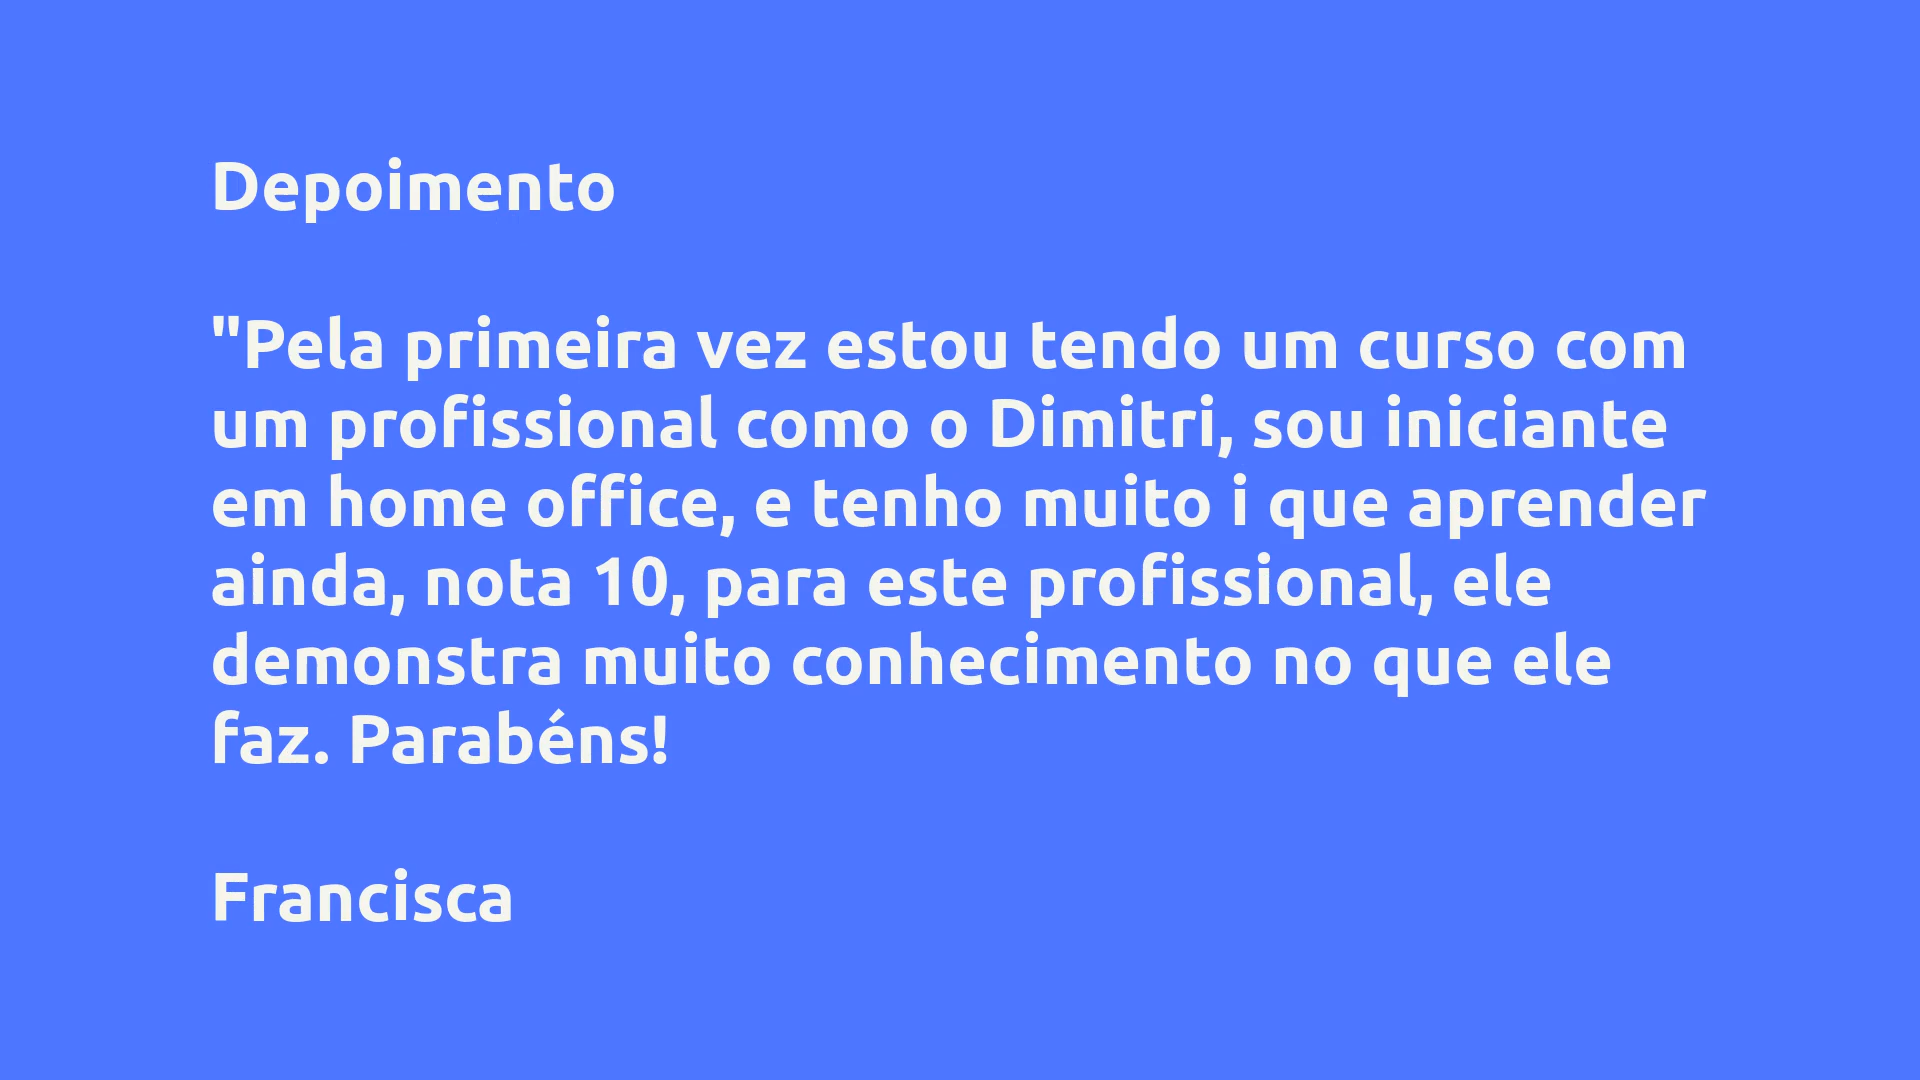 Depoimento
"Pela primeira vez estou tendo um curso com
um profissional como o Dimitri, sou iniciante
em home office, e tenho muito i que aprender
ainda, nota 10, para este profissional, ele
demonstra muito conhecimento no que ele
faz. Parabéns!
Francisca